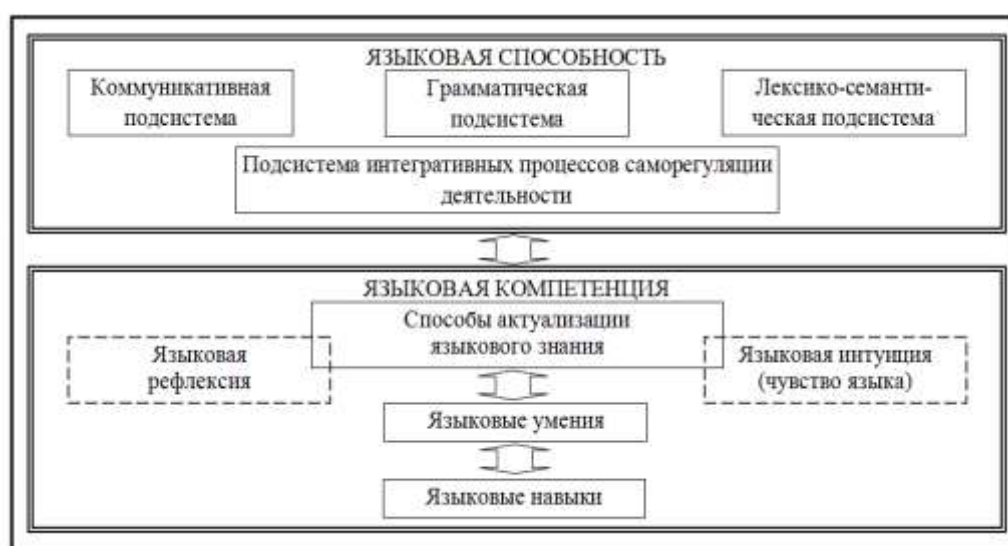 ЯЗЫКОВАЯ СПОСОБНОСТЬ
Коммуникативная
подсистема
Грамматическая
подсистема
Лексико-семанти-
ческая подсистема
Подсистема интегративных процессов саморегуляции
деятельности
ЯЗЫКОВАЯ КОМПЕТЕНЦИЯ
Способы актуализации
языкового знания
Языковая
рефлексия
Языковая интуиция
(чувство языка)
Языковые умения
Языковые навыки